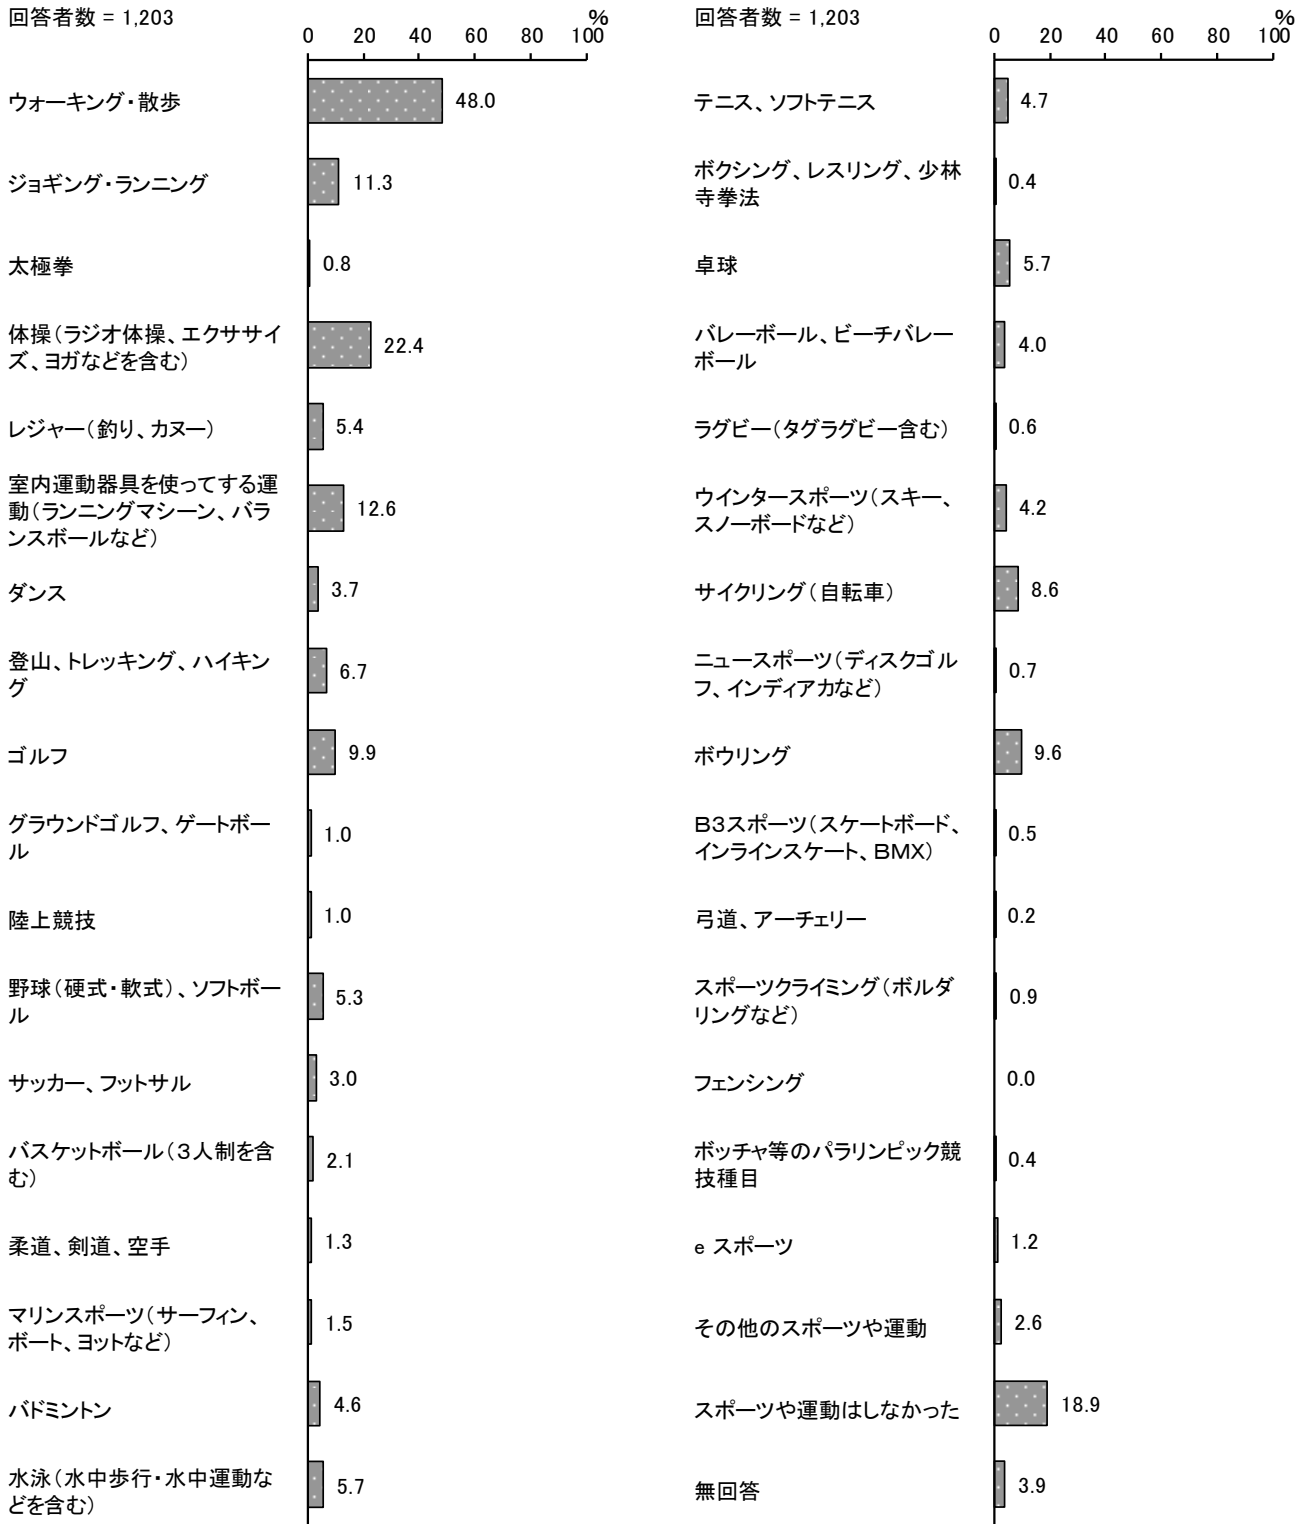 回答者数 = 1,203
%
0 20 40 60 80 100
ウォーキング・散歩 48.0
ジョギング・ランニング 11.3
太極拳 0.8
体操（ラジオ体操、エクササイ
ズ、ヨガなどを含む） 22.4
レジャー（釣り、カヌー） 5.4
室内運動器具を使ってする運
動（ランニングマシーン、バラ
ンスボールなど） 12.6
ダンス 3.7
登山、トレッキング、ハイキン
グ 6.7
ゴルフ 9.9
グラウンドゴルフ、ゲートボー
ル 1.0
陸上競技 1.0
野球（硬式・軟式）、ソフトボー
ル 5.3
サッカー、フットサル 3.0
バスケットボール（３人制を含
む） 2.1
柔道、剣道、空手 1.3
マリンスポーツ（サーフィン、
ボート、ヨットなど） 1.5
バドミントン 4.6
水泳（水中歩行・水中運動な
どを含む） 5.7
回答者数 = 1,203
%
0 20 40 60 80 100
テニス、ソフトテニス 4.7
ボクシング、レスリング、少林
寺拳法 0.4
卓球 5.7
バレーボール、ビーチバレー
ボール 4.0
ラグビー（タグラグビー含む） 0.6
ウインタースポーツ（スキー、
スノーボードなど） 4.2
サイクリング（自転車） 8.6
ニュースポーツ（ディスクゴル
フ、インディアカなど） 0.7
ボウリング 9.6
Ｂ３スポーツ（スケートボード、
インラインスケート、ＢＭＸ） 0.5
弓道、アーチェリー 0.2
スポーツクライミング（ボルダ
リングなど） 0.9
フェンシング 0.0
ボッチャ等のパラリンピック競
技種目 0.4
e スポーツ 1.2
その他のスポーツや運動 2.6
スポーツや運動はしなかった 18.9
無回答 3.9